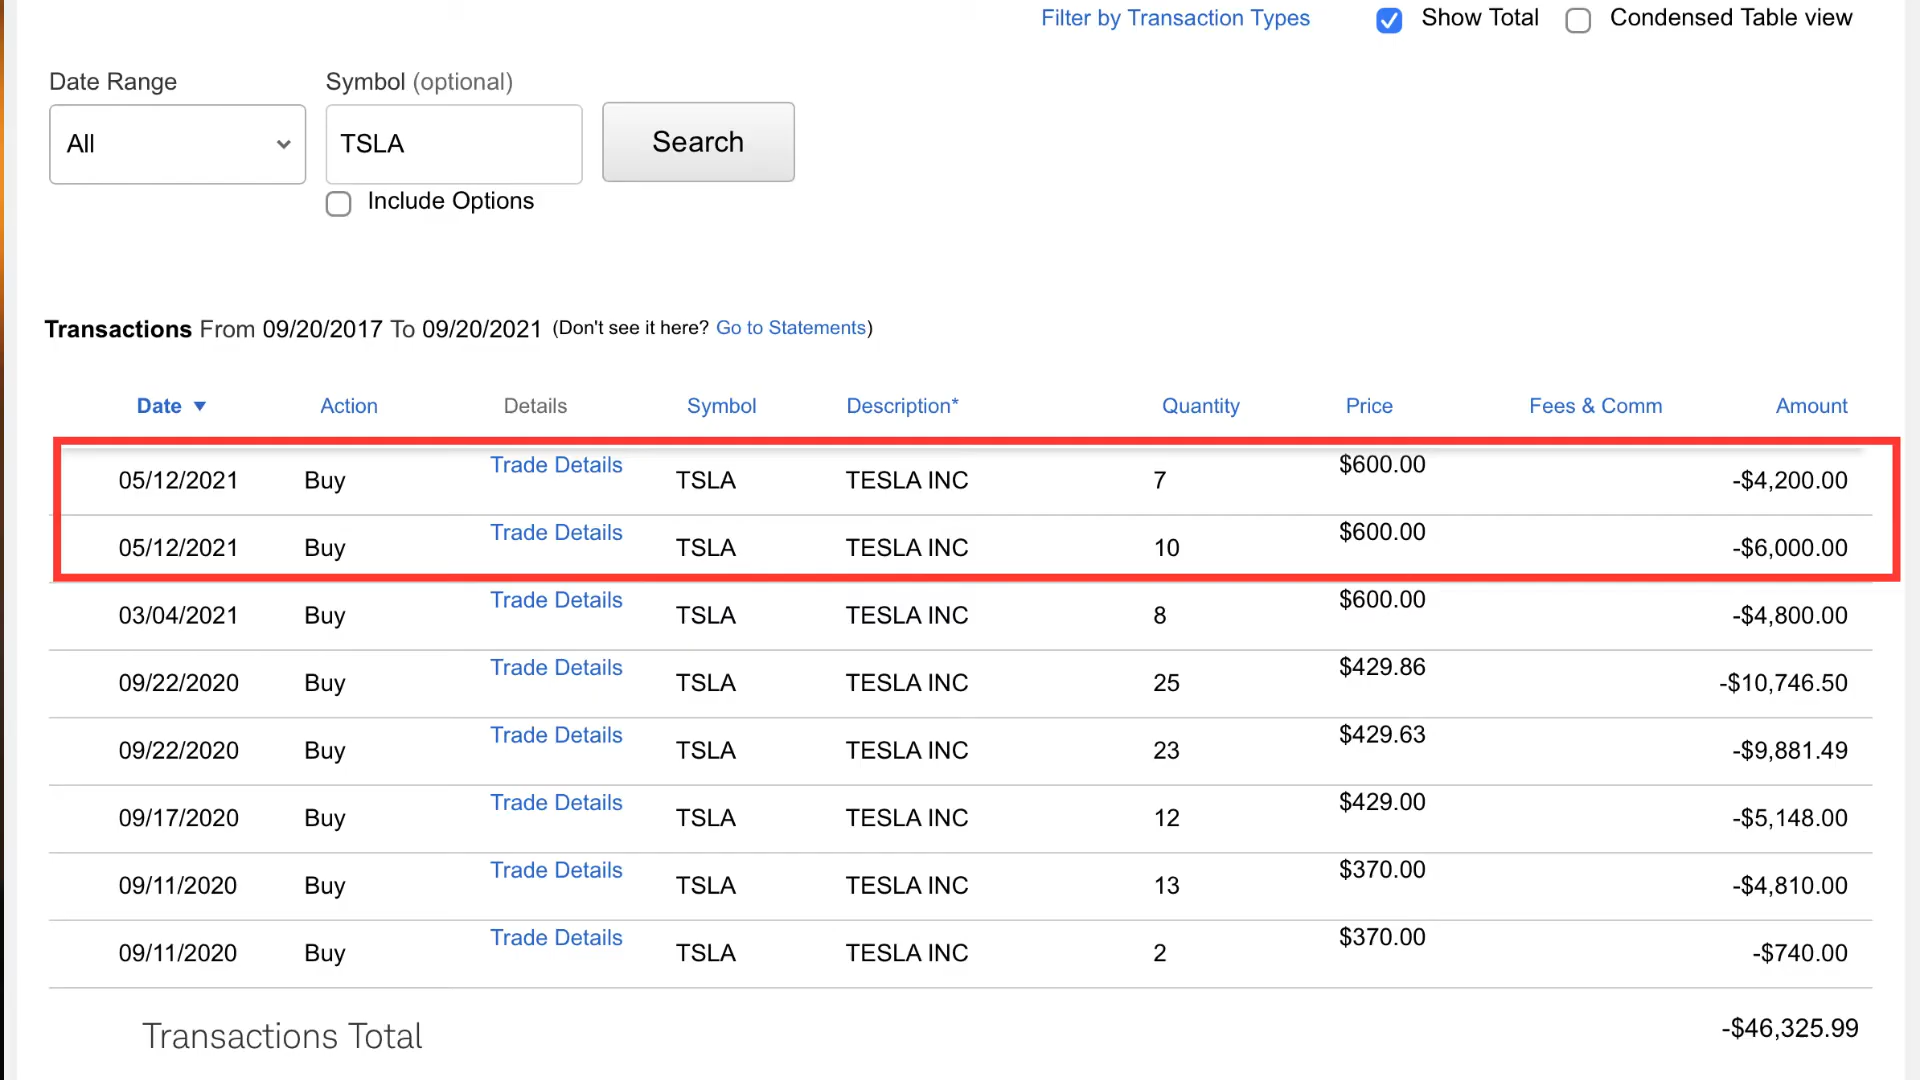 Filter by Transaction Types Show Total Condensed Table view
Date Range Symbol (optional)
All TSLA Search
Include Options
Transactions From 09/20/2017 To 09/20/2021 (Don't see it here? Go to Statements)
Date ▼ Action Details Symbol Description* Quantity Price Fees & Comm Amount
05/12/2021 Buy Trade Details TSLA TESLA INC 7 $600.00 -$4,200.00
05/12/2021 Buy Trade Details TSLA TESLA INC 10 $600.00 -$6,000.00
03/04/2021 Buy Trade Details TSLA TESLA INC 8 $600.00 -$4,800.00
09/22/2020 Buy Trade Details TSLA TESLA INC 25 $429.86 -$10,746.50
09/22/2020 Buy Trade Details TSLA TESLA INC 23 $429.63 -$9,881.49
09/17/2020 Buy Trade Details TSLA TESLA INC 12 $429.00 -$5,148.00
09/11/2020 Buy Trade Details TSLA TESLA INC 13 $370.00 -$4,810.00
09/11/2020 Buy Trade Details TSLA TESLA INC 2 $370.00 -$740.00
Transactions Total -$46,325.99